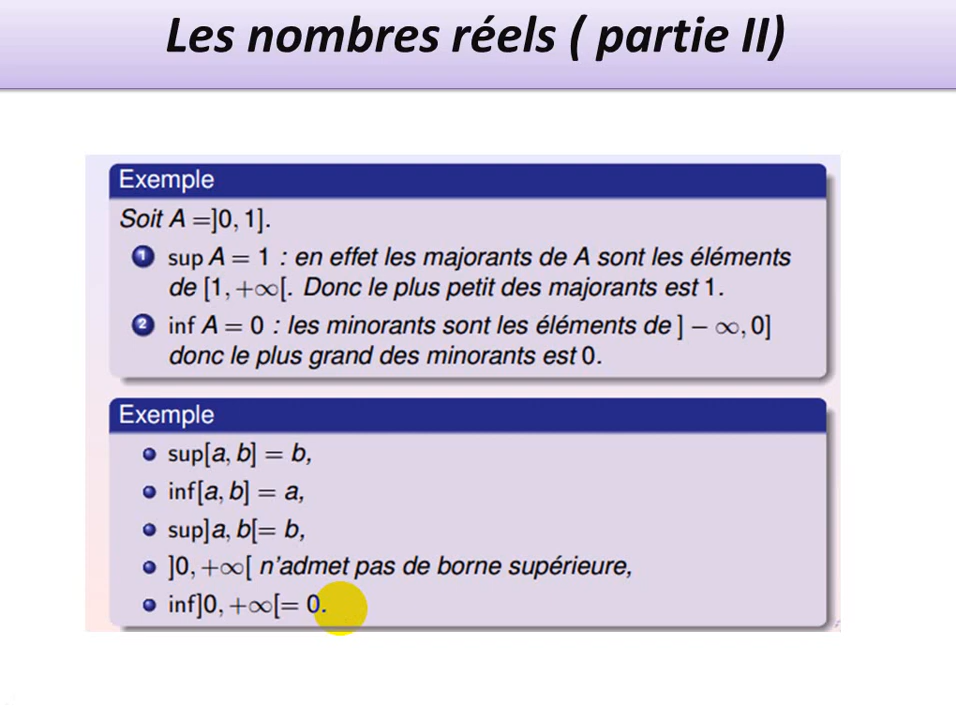 Les nombres réels ( partie II)
Exemple
Soit A =]0, 1].
1 sup A = 1 : en effet les majorants de A sont les éléments
de [1, +∞[. Donc le plus petit des majorants est 1.
2 inf A = 0 : les minorants sont les éléments de ] − ∞, 0]
donc le plus grand des minorants est 0.
Exemple
• sup[a, b] = b,
• inf[a, b] = a,
• sup]a, b[= b,
• ]0, +∞[ n'admet pas de borne supérieure,
• inf]0, +∞[= 0.